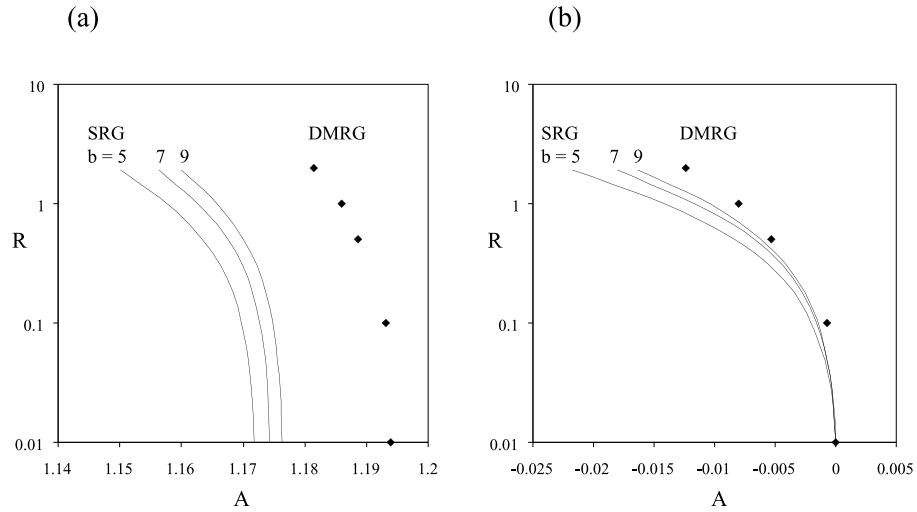 (a)
10
SRG
DMRG
b = 5 7 9
1
R
0.1
0.01
1.14 1.15 1.16 1.17 1.18 1.19 1.2
A
(b)
10
SRG
DMRG
b = 5 7 9
1
R
0.1
0.01
-0.025 -0.02 -0.015 -0.01 -0.005 0 0.005
A